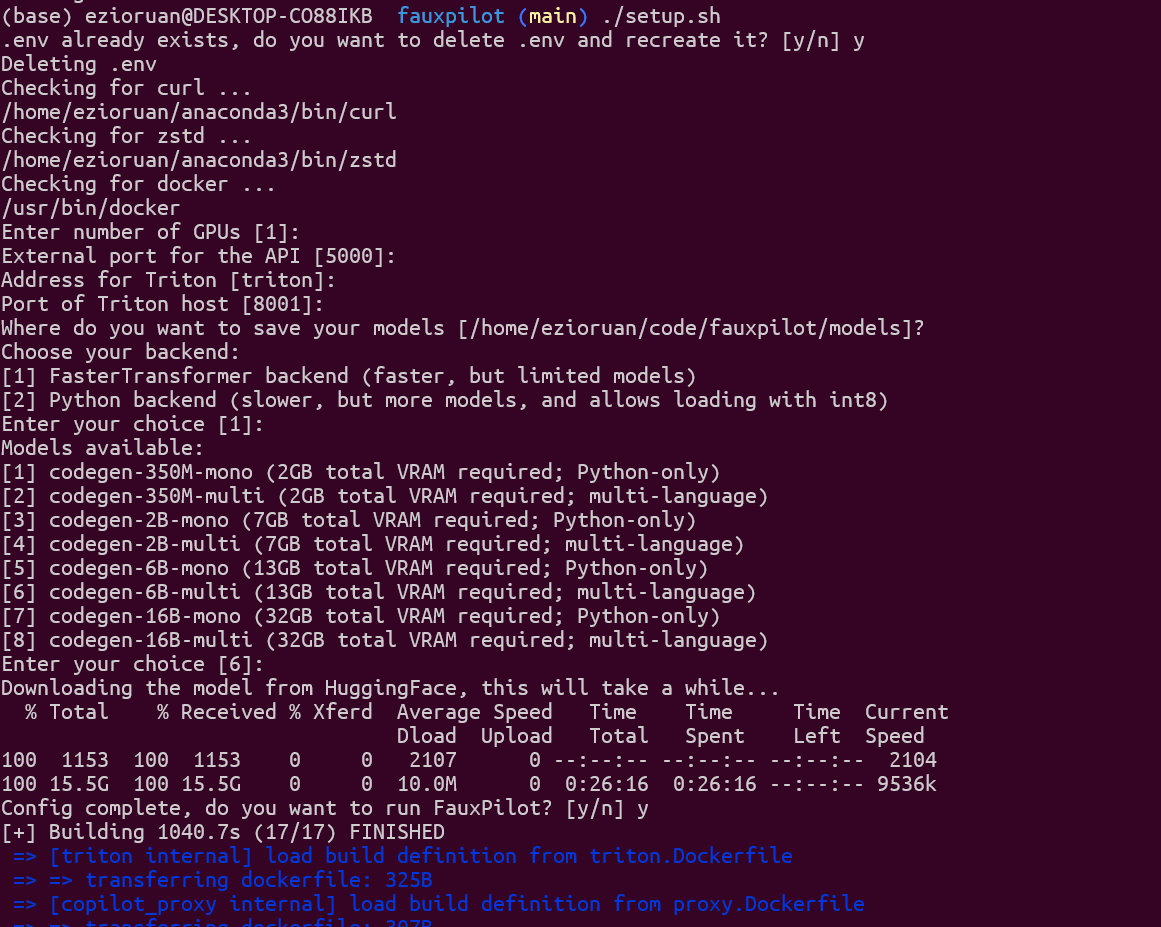 (base) ezioruan@DESKTOP-CO88IKB  fauxpilot (main) ./setup.sh
.env already exists, do you want to delete .env and recreate it? [y/n] y
Deleting .env
Checking for curl ...
/home/ezioruan/anaconda3/bin/curl
Checking for zstd ...
/home/ezioruan/anaconda3/bin/zstd
Checking for docker ...
/usr/bin/docker
Enter number of GPUs [1]:
External port for the API [5000]:
Address for Triton [triton]:
Port of Triton host [8001]:
Where do you want to save your models [/home/ezioruan/code/fauxpilot/models]?
Choose your backend:
[1] FasterTransformer backend (faster, but limited models)
[2] Python backend (slower, but more models, and allows loading with int8)
Enter your choice [1]:
Models available:
[1] codegen-350M-mono (2GB total VRAM required; Python-only)
[2] codegen-350M-multi (2GB total VRAM required; multi-language)
[3] codegen-2B-mono (7GB total VRAM required; Python-only)
[4] codegen-2B-multi (7GB total VRAM required; multi-language)
[5] codegen-6B-mono (13GB total VRAM required; Python-only)
[6] codegen-6B-multi (13GB total VRAM required; multi-language)
[7] codegen-16B-mono (32GB total VRAM required; Python-only)
[8] codegen-16B-multi (32GB total VRAM required; multi-language)
Enter your choice [6]:
Downloading the model from HuggingFace, this will take a while...
  % Total    % Received % Xferd  Average Speed   Time    Time     Time  Current
                                 Dload  Upload   Total   Spent    Left  Speed
100  1153  100  1153    0      0   2107      0 --:--:-- --:--:-- --:--:--  2104
100 15.5G  100 15.5G    0      0  10.0M      0  0:26:16  0:26:16 --:--:-- 9536k
Config complete, do you want to run FauxPilot? [y/n] y
[+] Building 1040.7s (17/17) FINISHED
 => [triton internal] load build definition from triton.Dockerfile
 => => transferring dockerfile: 325B
 => [copilot_proxy internal] load build definition from proxy.Dockerfile
 => => transferring dockerfile: 307B